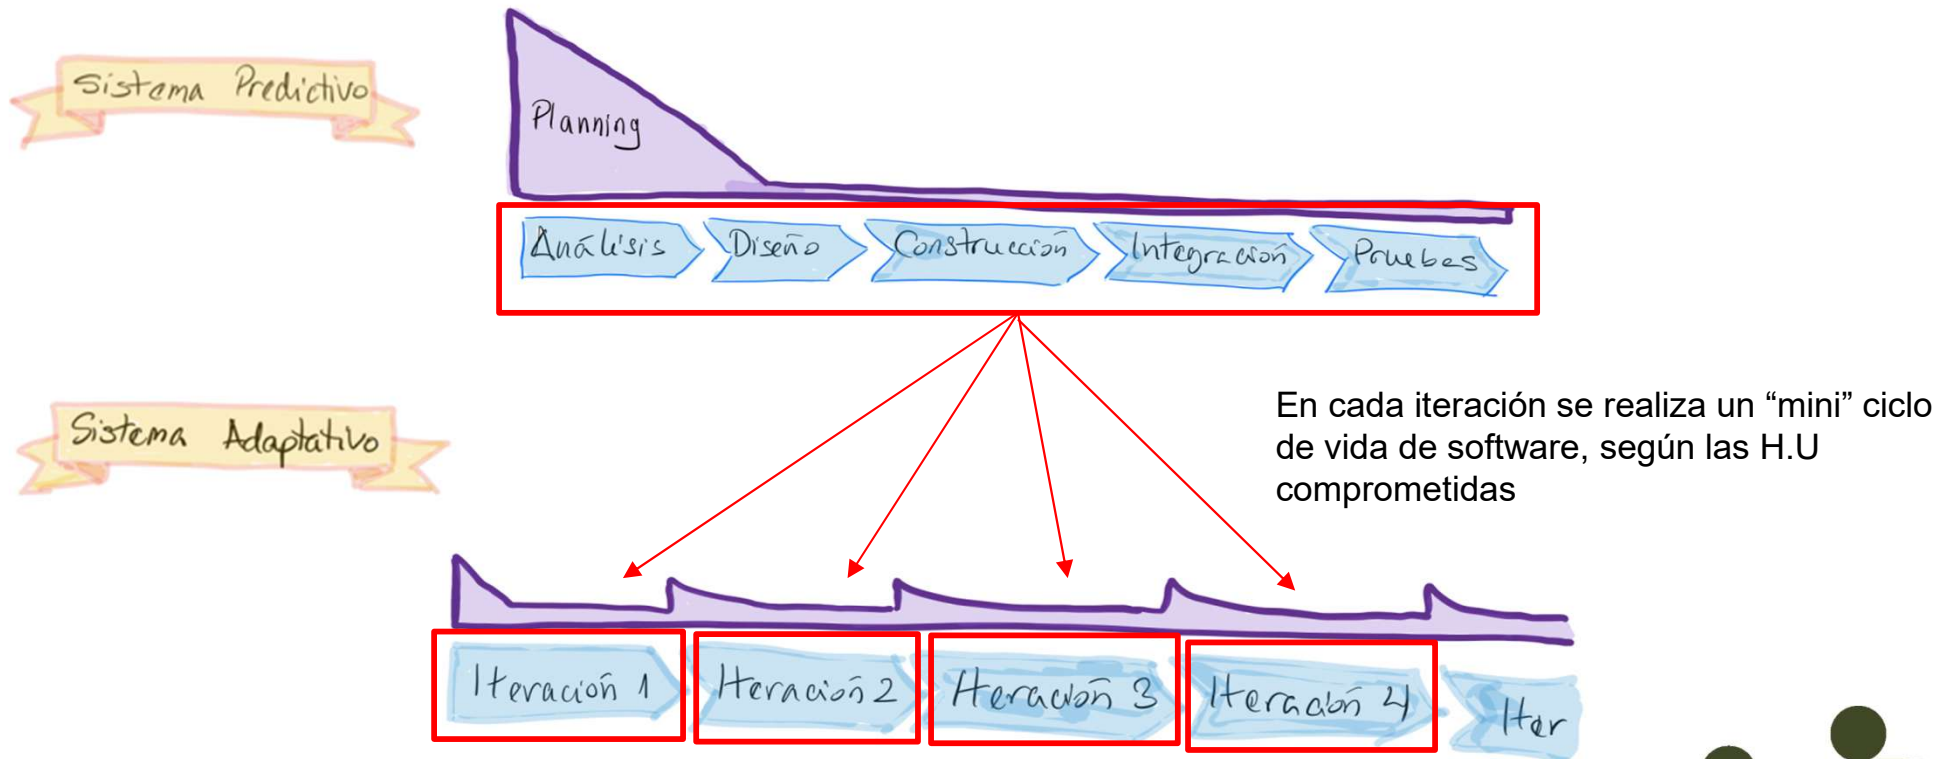 Sistema Predictivo
Planning
Análisis
Diseño
Construcción
Integración
Pruebas
Sistema Adaptativo
En cada iteración se realiza un “mini” ciclo
de vida de software, según las H.U
comprometidas
Iteración 1
Iteración 2
Iteración 3
Iteración 4
Iter